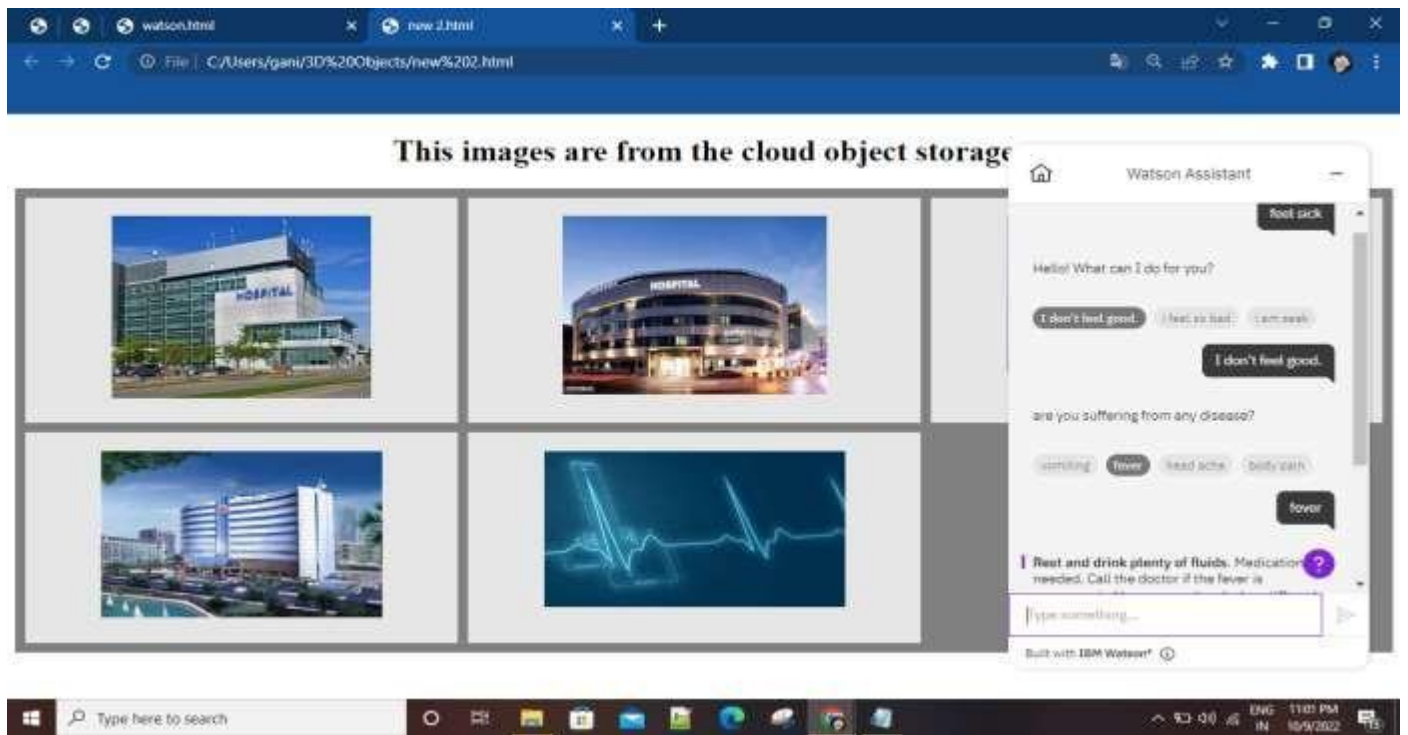 watson.html
new 2.html
File
C:/Users/gani/3D%20Objects/new%202.html
This images are from the cloud object storage
HOSPITAL
HOSPITAL
Watson Assistant
feel sick
Hello! What can I do for you?
I don't feel good.
i feel so bad
i am weak
I don't feel good.
are you suffering from any disease?
vomiting
fever
head ache
body pain
fever
Rest and drink plenty of fluids. Medication
needed. Call the doctor if the fever is
Type something...
Built with IBM Watson®
Type here to search
ENG
11:01 PM
IN
10/9/2022